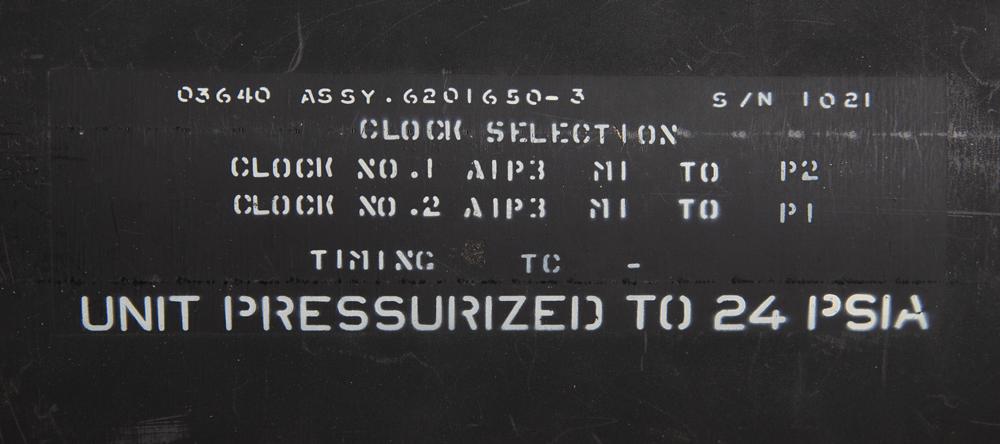 03640 ASSY.6201650-3 S/N 1021
CLOCK SELECTION
CLOCK NO.1 A1P3 M1 TO P2
CLOCK NO.2 A1P3 M1 TO P1
TIMING TC -
UNIT PRESSURIZED TO 24 PSIA